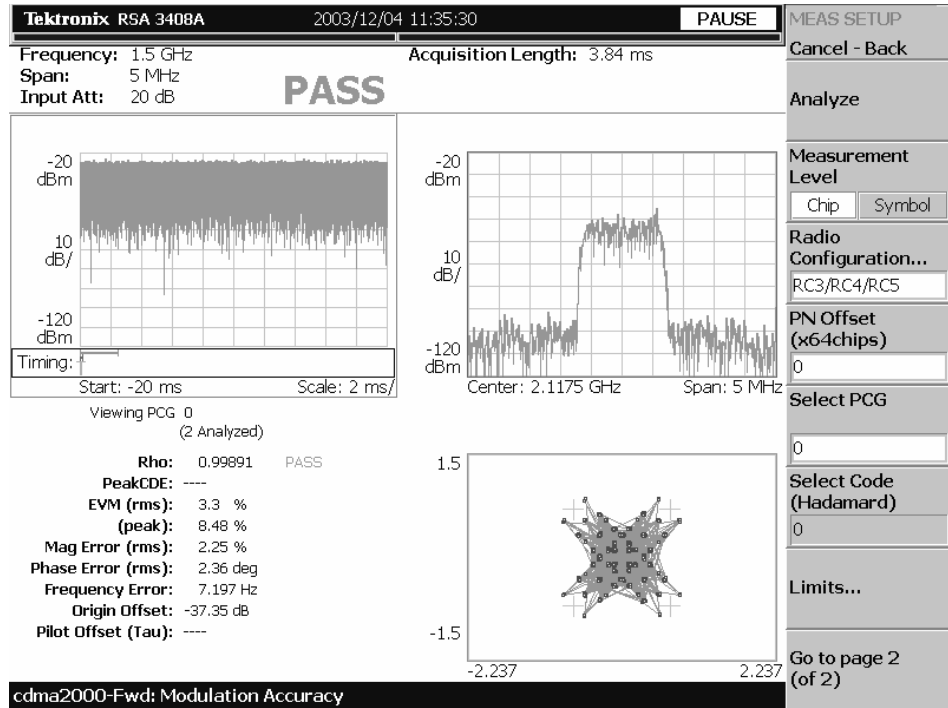 Tektronix RSA 3408A 2003/12/04 11:35:30 PAUSE
Frequency: 1.5 GHz
Span: 5 MHz
Input Att: 20 dB
PASS
Acquisition Length: 3.84 ms
-20
dBm
10
dB/
-120
dBm
Timing:
Start: -20 ms Scale: 2 ms/
-20
dBm
10
dB/
-120
dBm
Center: 2.1175 GHz Span: 5 MHz
Viewing PCG 0
(2 Analyzed)
Rho: 0.99891 PASS
PeakCDE: ----
EVM (rms): 3.3 %
(peak): 8.48 %
Mag Error (rms): 2.25 %
Phase Error (rms): 2.36 deg
Frequency Error: 7.197 Hz
Origin Offset: -37.35 dB
Pilot Offset (Tau): ----
1.5
-1.5
-2.237 2.237
cdma2000-Fwd: Modulation Accuracy
MEAS SETUP
Cancel - Back
Analyze
Measurement
Level
Chip Symbol
Radio
Configuration...
RC3/RC4/RC5
PN Offset
(x64chips)
0
Select PCG
0
Select Code
(Hadamard)
0
Limits...
Go to page 2
(of 2)